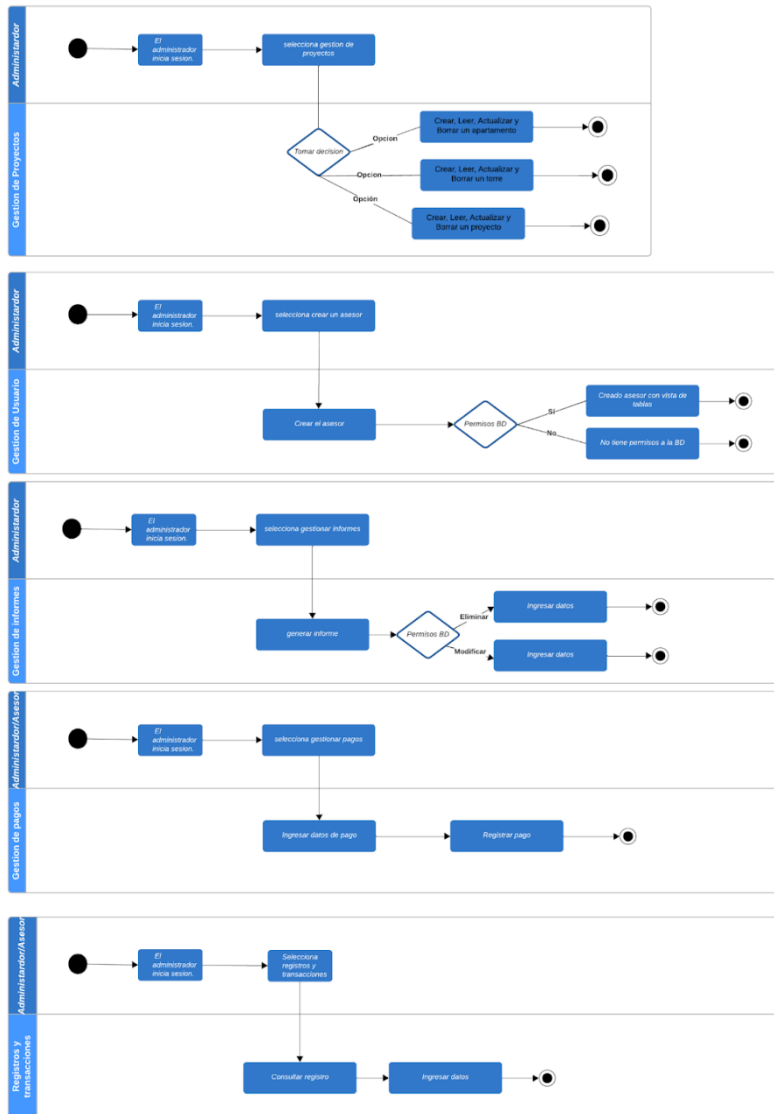 Administardor
El
administrador
inicia sesion.
selecciona gestion de
proyectos
Gestion de Proyectos
Tomar decision
Opcion
Crear, Leer, Actualizar y
Borrar un apartamento
Opcion
Crear, Leer, Actualizar y
Borrar un torre
Opción
Crear, Leer, Actualizar y
Borrar un proyecto
Administardor
El
administrador
inicia sesion.
selecciona crear un asesor
Gestion de Usuario
Crear el asesor
Permisos BD
Si
Creado asesor con vista de
tablas
No
No tiene permisos a la BD
Administardor
El
administrador
inicia sesion.
selecciona gestionar informes
Gestion de informes
generar informe
Permisos BD
Eliminar
Ingresar datos
Modificar
Ingresar datos
Administardor/Asesor
El
administrador
inicia sesion.
selecciona gestionar pagos
Gestion de pagos
Ingresar datos de pago
Registrar pago
Administardor/Asesor
El
administrador
inicia sesion.
Selecciona
registros y
transacciones
Registros y
transacciones
Consultar registro
Ingresar datos